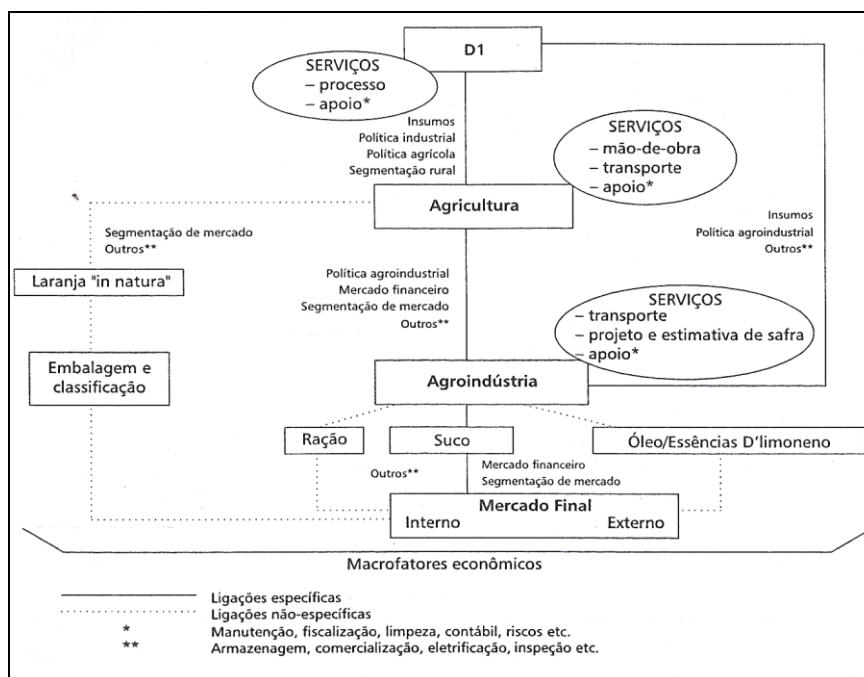 D1
SERVIÇOS
– processo
– apoio*
Insumos
Política industrial
Política agrícola
Segmentação rural
SERVIÇOS
– mão-de-obra
– transporte
– apoio*
Agricultura
Segmentação de mercado
Outros**
Insumos
Política agroindustrial
Outros**
Laranja "in natura"
Política agroindustrial
Mercado financeiro
Segmentação de mercado
Outros**
SERVIÇOS
– transporte
– projeto e estimativa de safra
– apoio*
Embalagem e
classificação
Agroindústria
Ração
Suco
Óleo/Essências D'limoneno
Outros**
Mercado financeiro
Segmentação de mercado
Mercado Final
Interno Externo
Macrofatores econômicos
Ligações específicas
Ligações não-específicas
* Manutenção, fiscalização, limpeza, contábil, riscos etc.
** Armazenagem, comercialização, eletrificação, inspeção etc.